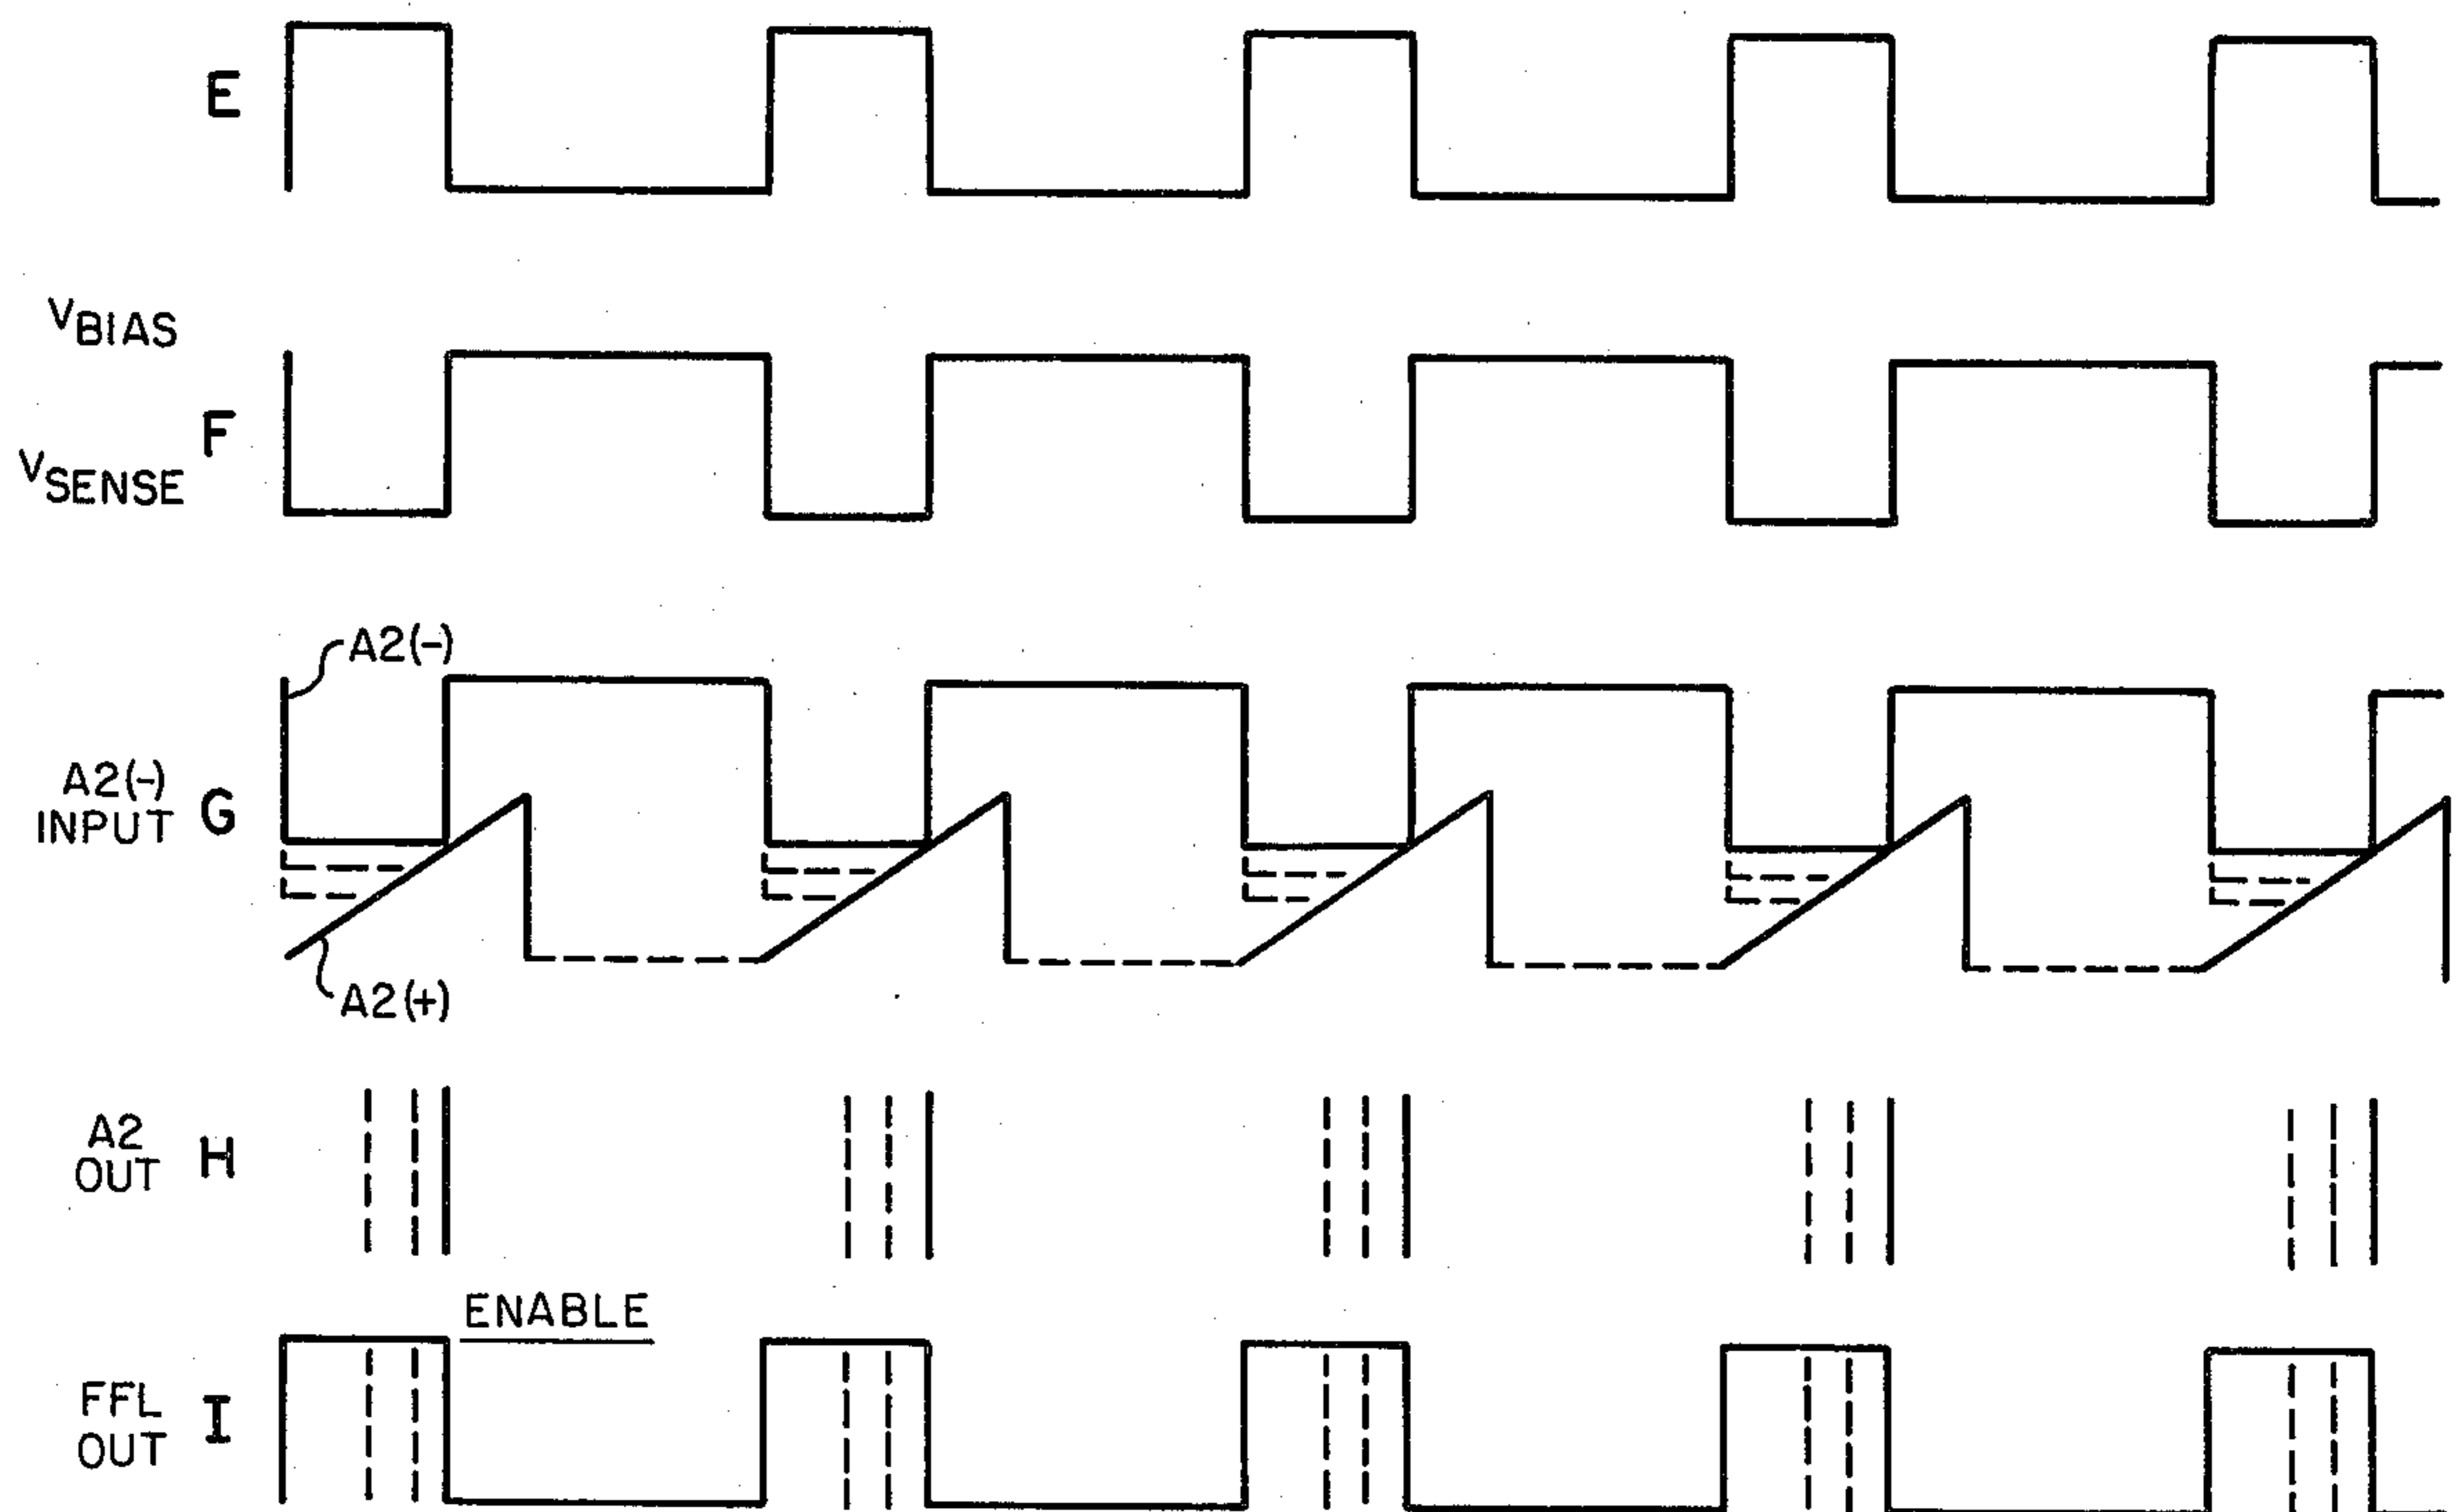 E
VBIAS
F
VSENSE
A2(-)
A2(-)
INPUT
G
A2(+)
A2
OUT
H
ENABLE
FFL
OUT
I